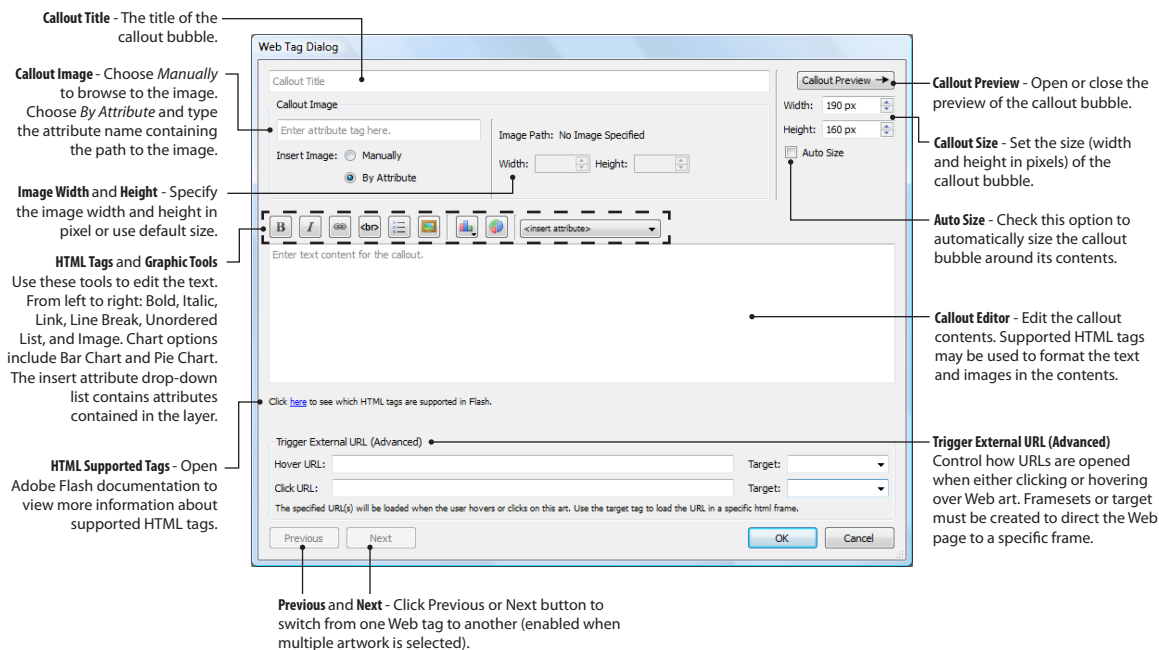 Callout Title - The title of the
callout bubble.
Callout Image - Choose Manually
to browse to the image.
Choose By Attribute and type
the attribute name containing
the path to the image.
Image Width and Height - Specify
the image width and height in
pixel or use default size.
HTML Tags and Graphic Tools
Use these tools to edit the text.
From left to right: Bold, Italic,
Link, Line Break, Unordered
List, and Image. Chart options
include Bar Chart and Pie Chart.
The insert attribute drop-down
list contains attributes
contained in the layer.
HTML Supported Tags - Open
Adobe Flash documentation to
view more information about
supported HTML tags.
Web Tag Dialog
Callout Title
Callout Preview
Callout Image
Width: 190 px
Enter attribute tag here.
Image Path: No Image Specified
Height: 160 px
Insert Image: Manually
Auto Size
Width: Height:
By Attribute
B I <br> <insert attribute>
Enter text content for the callout.
Click here to see which HTML tags are supported in Flash.
Trigger External URL (Advanced)
Hover URL: Target:
Click URL: Target:
The specified URL(s) will be loaded when the user hovers or clicks on this art. Use the target tag to load the URL in a specific html frame.
Previous Next OK Cancel
Callout Preview - Open or close the
preview of the callout bubble.
Callout Size - Set the size (width
and height in pixels) of the
callout bubble.
Auto Size - Check this option to
automatically size the callout
bubble around its contents.
Callout Editor - Edit the callout
contents. Supported HTML tags
may be used to format the text
and images in the contents.
Trigger External URL (Advanced)
Control how URLs are opened
when either clicking or hovering
over Web art. Framesets or target
must be created to direct the Web
page to a specific frame.
Previous and Next - Click Previous or Next button to
switch from one Web tag to another (enabled when
multiple artwork is selected).